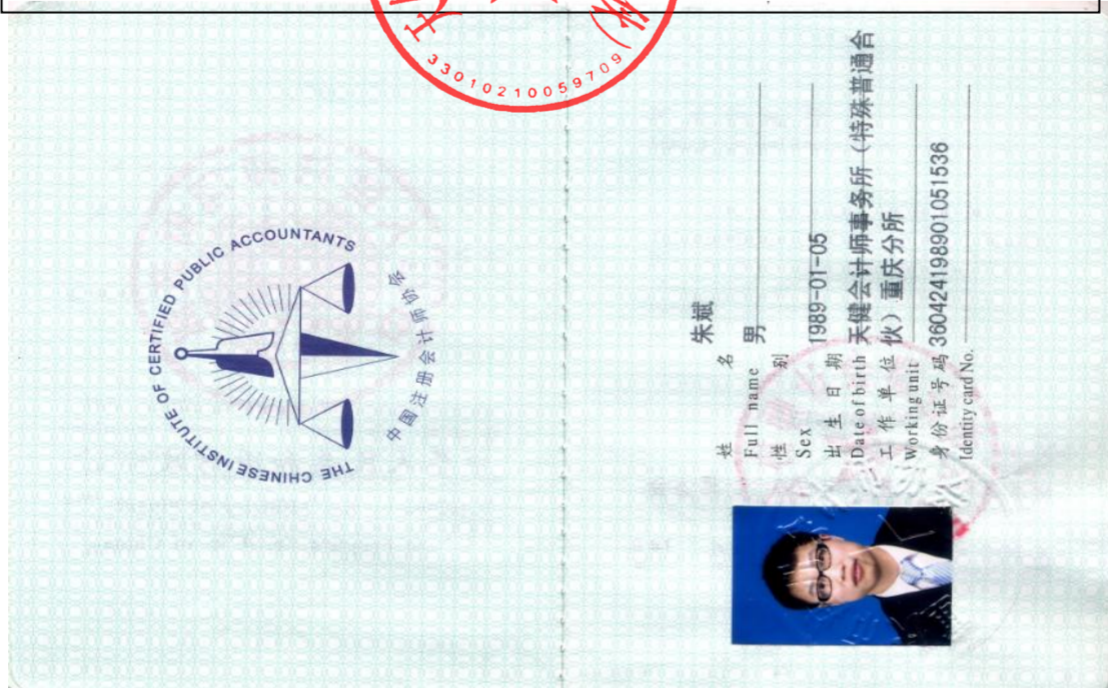 33010210059709
THE CHINESE INSTITUTE OF CERTIFIED PUBLIC ACCOUNTANTS
中国注册会计师协会
姓 名 朱斌
Full name
性 别 男
Sex
出 生 日 期 1989-01-05
Date of birth
工 作 单 位 天健会计师事务所（特殊普通合
伙）重庆分所
Working unit
身份证号码 360424198901051536
Identity card No.